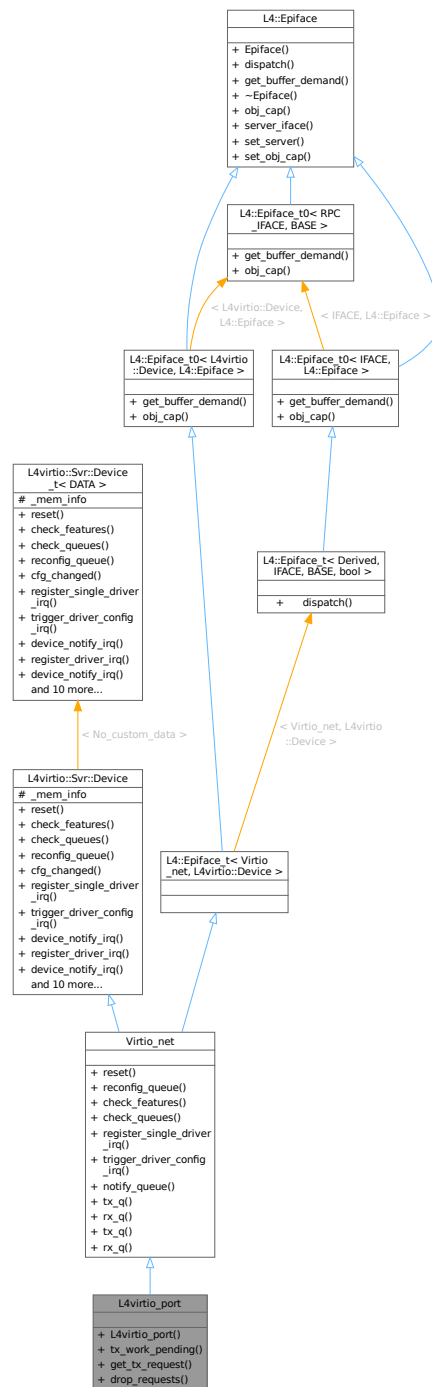 L4::Epiface
+ Epiface()
+ dispatch()
+ get_buffer_demand()
+ ~Epiface()
+ obj_cap()
+ server_iface()
+ set_server()
+ set_obj_cap()
L4::Epiface_t0< RPC
_IFACE, BASE >
+ get_buffer_demand()
+ obj_cap()
< L4virtio::Device,
L4::Epiface >
< IFACE, L4::Epiface >
L4::Epiface_t0< L4virtio
::Device, L4::Epiface >
+ get_buffer_demand()
+ obj_cap()
L4::Epiface_t0< IFACE,
L4::Epiface >
+ get_buffer_demand()
+ obj_cap()
L4virtio::Svr::Device
_t< DATA >
# _mem_info
+ reset()
+ check_features()
+ check_queues()
+ reconfig_queue()
+ cfg_changed()
+ register_single_driver
_irq()
+ trigger_driver_config
_irq()
+ device_notify_irq()
+ register_driver_irq()
+ device_notify_irq()
and 10 more...
L4::Epiface_t< Derived,
IFACE, BASE, bool >
+ dispatch()
< No_custom_data >
< Virtio_net, L4virtio
::Device >
L4virtio::Svr::Device
# _mem_info
+ reset()
+ check_features()
+ check_queues()
+ reconfig_queue()
+ cfg_changed()
+ register_single_driver
_irq()
+ trigger_driver_config
_irq()
+ device_notify_irq()
+ register_driver_irq()
+ device_notify_irq()
and 10 more...
L4::Epiface_t< Virtio
_net, L4virtio::Device >
Virtio_net
+ reset()
+ reconfig_queue()
+ check_features()
+ check_queues()
+ register_single_driver
_irq()
+ trigger_driver_config
_irq()
+ notify_queue()
+ tx_q()
+ rx_q()
+ tx_q()
+ rx_q()
L4virtio_port
+ L4virtio_port()
+ tx_work_pending()
+ get_tx_request()
+ drop_requests()